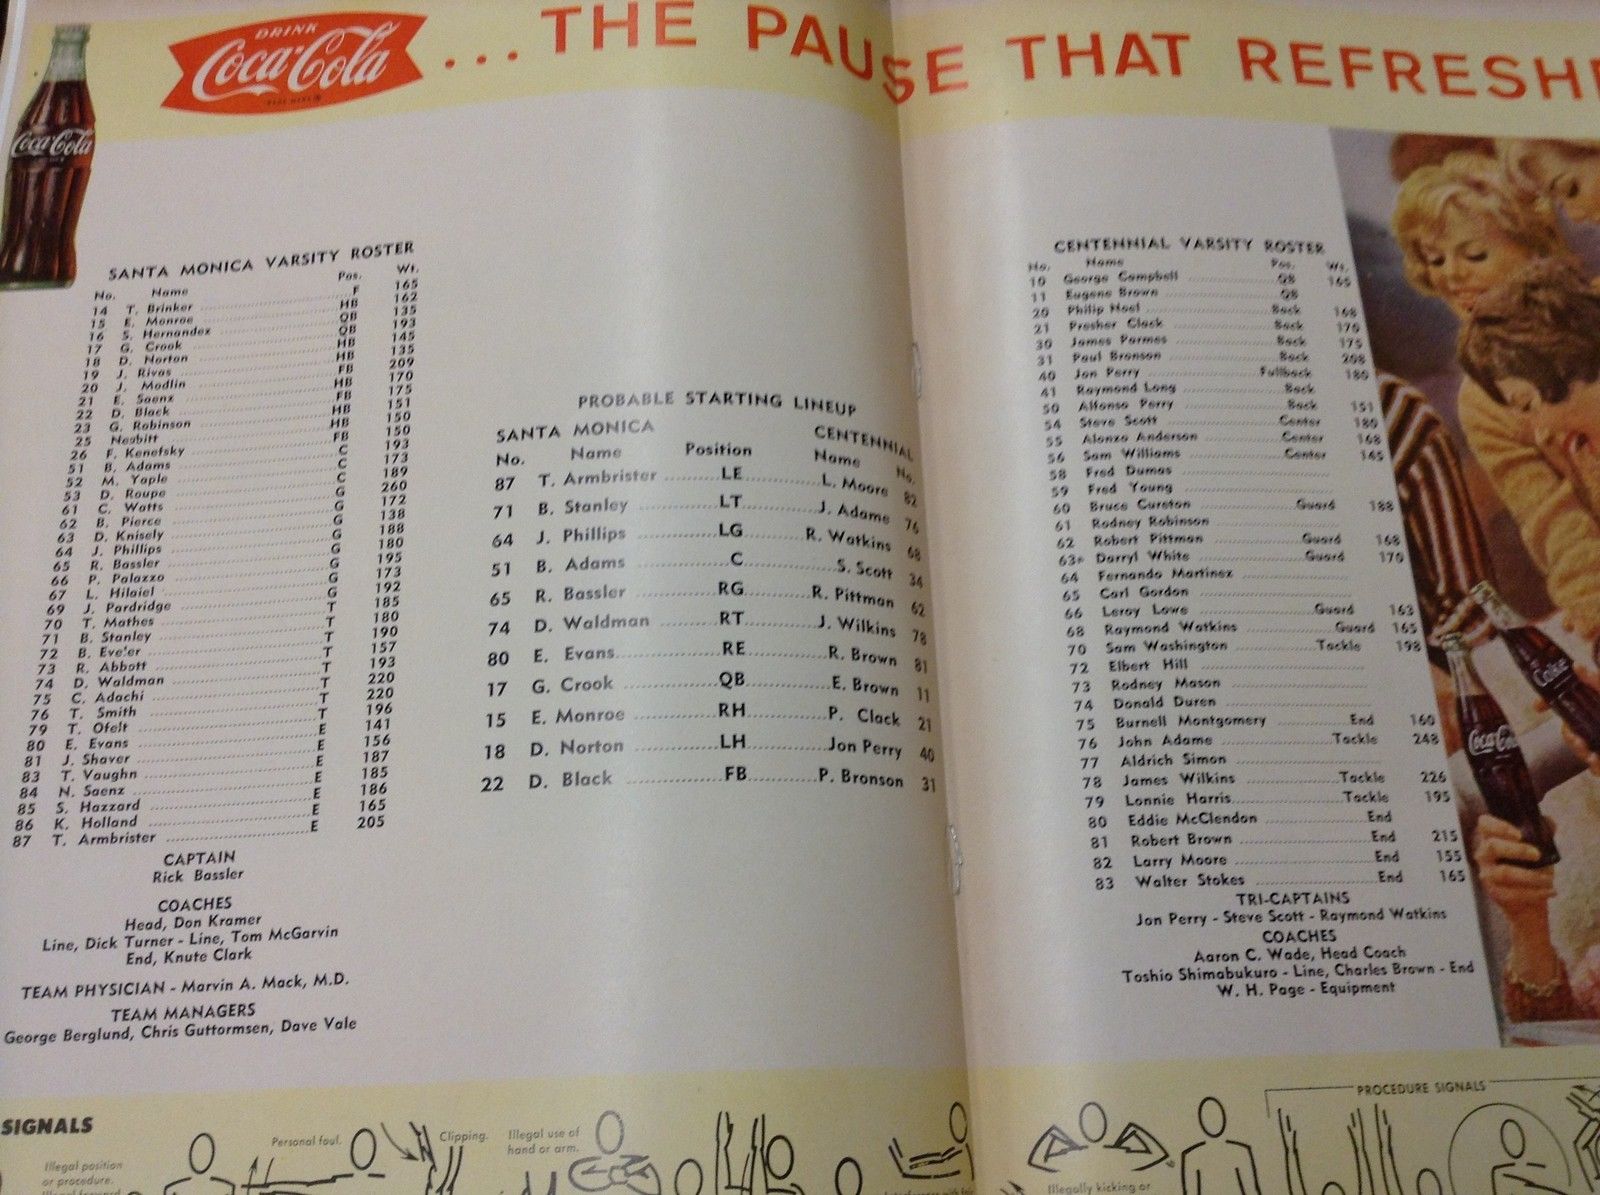 DRINK
Coca-Cola ... THE PAUSE THAT REFRESHE
Coca-Cola
SANTA MONICA VARSITY ROSTER
No. Name Pos. Wt.
14 T. Brinker F 165
15 E. Monroe HB 162
16 S. Hernandez QB 135
17 G. Crook QB 193
18 D. Norton HB 145
19 J. Rivas HB 135
20 J. Modlin FB 209
21 E. Saenz HB 170
22 D. Black FB 175
23 G. Robinson HB 151
25 Nesbitt HB 150
26 F. Kenefsky FB 150
51 B. Adams C 193
52 M. Yaple C 173
53 D. Roupe C 189
61 C. Watts G 260
62 B. Pierce G 172
63 D. Knisely G 138
64 J. Phillips G 188
65 R. Bassler G 180
66 P. Palazzo G 195
67 L. Hilaiel G 173
69 J. Pardridge G 192
70 T. Mathes T 185
71 B. Stanley T 180
72 B. Eve'er T 190
73 R. Abbott T 157
74 D. Waldman T 193
75 C. Adachi T 220
76 T. Smith T 220
79 T. Ofelt T 196
80 E. Evans E 141
81 J. Shaver E 156
83 T. Vaughn E 187
84 N. Saenz E 185
85 S. Hazzard E 186
86 K. Holland E 165
87 T. Armbrister E 205
CAPTAIN
Rick Bassler
COACHES
Head, Don Kramer
Line, Dick Turner - Line, Tom McGarvin
End, Knute Clark
TEAM PHYSICIAN - Marvin A. Mack, M.D.
TEAM MANAGERS
George Berglund, Chris Guttormsen, Dave Vale
PROBABLE STARTING LINEUP
SANTA MONICA CENTENNIAL
No. Name Position Name No.
87 T. Armbrister LE L. Moore 82
71 B. Stanley LT J. Adame 76
64 J. Phillips LG R. Watkins 68
51 B. Adams C S. Scott 34
65 R. Bassler RG R. Pittman 62
74 D. Waldman RT J. Wilkins 78
80 E. Evans RE R. Brown 81
17 G. Crook QB E. Brown 11
15 E. Monroe RH P. Clack 21
18 D. Norton LH Jon Perry 40
22 D. Black FB P. Bronson 31
CENTENNIAL VARSITY ROSTER
No. Name Pos. Wt.
10 George Campbell QB 165
11 Eugene Brown QB
20 Philip Noel Back 168
21 Presher Clack Back 170
30 James Parmes Back 175
31 Paul Bronson Back 208
40 Jon Perry Fullback 180
41 Raymond Long Back
50 Alfonso Perry Back 151
54 Steve Scott Center 180
55 Alonzo Anderson Center 168
56 Sam Williams Center 165
58 Fred Dumas
59 Fred Young
60 Bruce Cureton Guard 188
61 Rodney Robinson
62 Robert Pittman Guard 168
63 Darryl White Guard 170
64 Fernando Martinez
65 Carl Gordon
66 Leroy Lowe Guard 163
68 Raymond Watkins Guard 165
70 Sam Washington Tackle 198
72 Elbert Hill
73 Rodney Mason
74 Donald Duren
75 Burnell Montgomery End 160
76 John Adame Tackle 248
77 Aldrich Simon
78 James Wilkins Tackle 226
79 Lonnie Harris Tackle 195
80 Eddie McClendon End
81 Robert Brown End 215
82 Larry Moore End 155
83 Walter Stokes End 165
TRI-CAPTAINS
Jon Perry - Steve Scott - Raymond Watkins
COACHES
Aaron C. Wade, Head Coach
Toshio Shimabukuro - Line, Charles Brown - End
W. H. Page - Equipment
Coke
Coca-Cola
SIGNALS
Illegal position
or procedure.
Personal foul.
Clipping.
Illegal use of
hand or arm.
PROCEDURE SIGNALS
Illegally kicking or